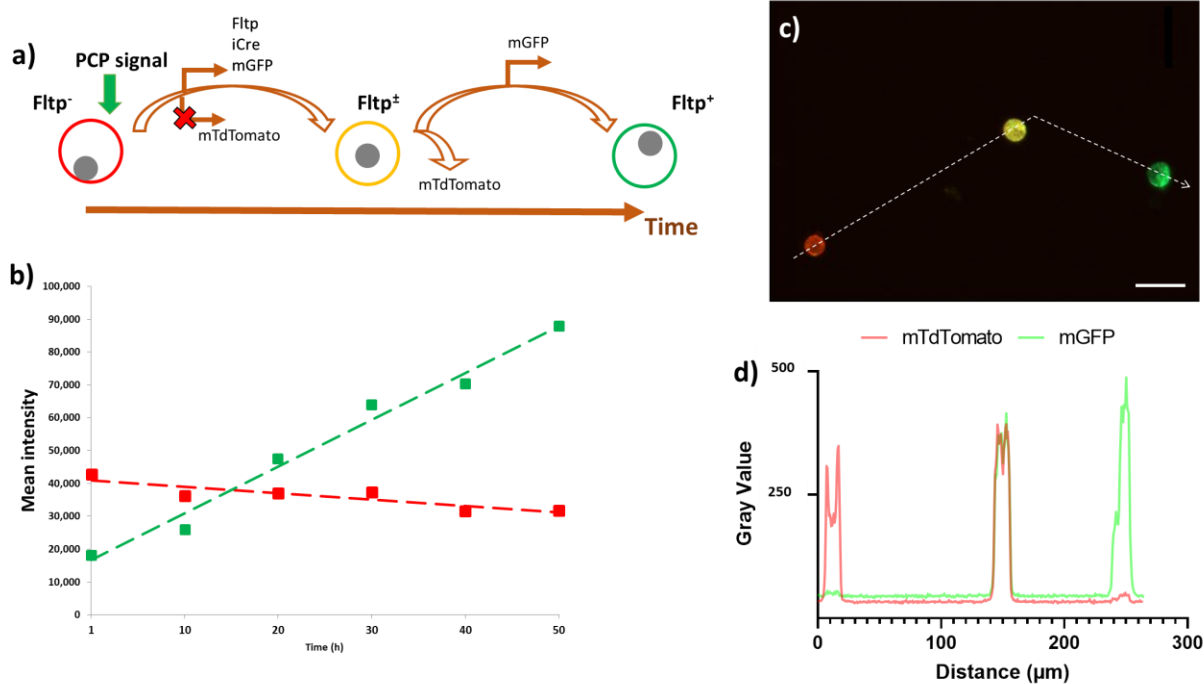 a)
PCP signal
Fltp
iCre
mGFP
mTdTomato
Fltp-
Fltp±
mGFP
mTdTomato
Fltp+
Time
b)
Mean intensity
100,000
90,000
80,000
70,000
60,000
50,000
40,000
30,000
20,000
10,000
0
1
10
20
30
40
50
Time (h)
c)
mTdTomato
mGFP
d)
Gray Value
500
250
0
100
200
300
Distance (µm)